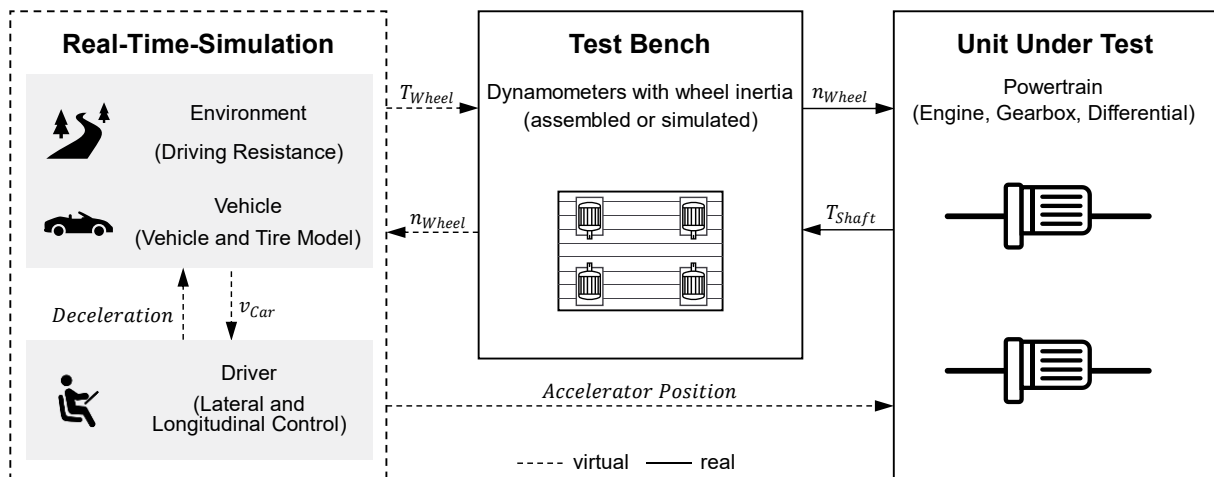 Real-Time-Simulation
Environment
(Driving Resistance)
Vehicle
(Vehicle and Tire Model)
Deceleration
v_Car
Driver
(Lateral and
Longitudinal Control)
T_Wheel
n_Wheel
Test Bench
Dynamometers with wheel inertia
(assembled or simulated)
n_Wheel
T_Shaft
Unit Under Test
Powertrain
(Engine, Gearbox, Differential)
Accelerator Position
virtual
real